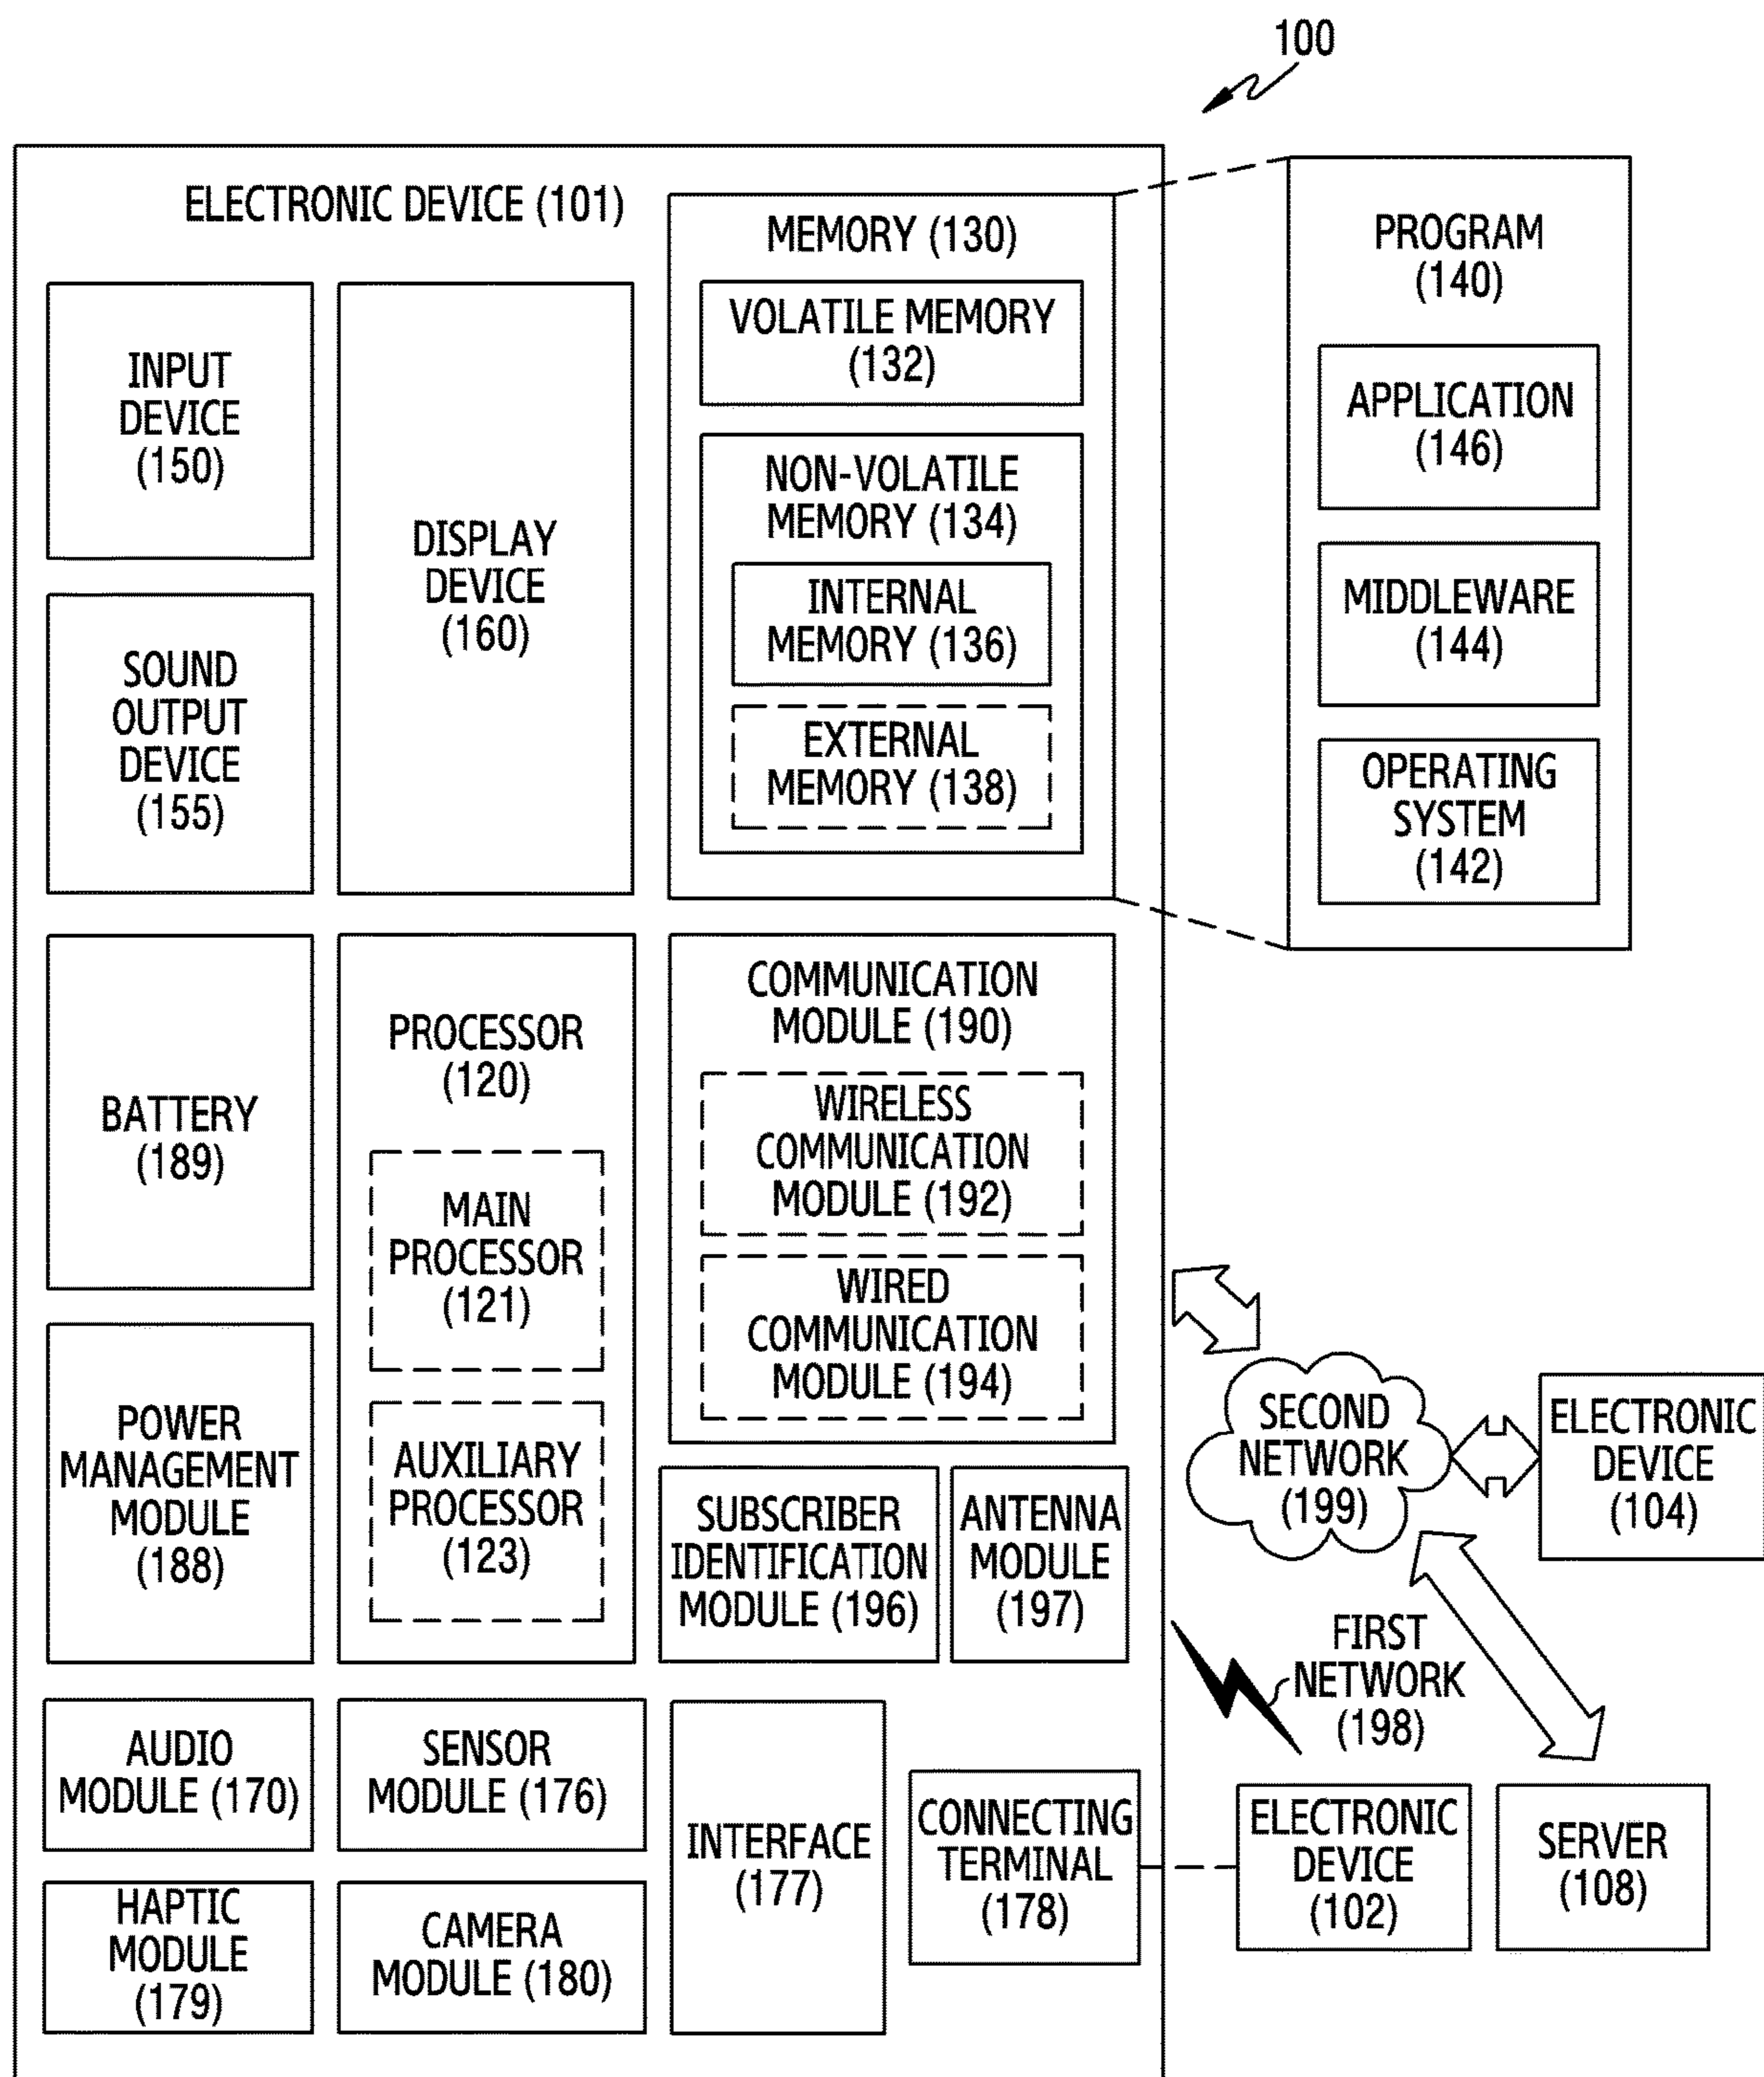 100
ELECTRONIC DEVICE (101)
INPUT
DEVICE
(150)
SOUND
OUTPUT
DEVICE
(155)
DISPLAY
DEVICE
(160)
MEMORY (130)
VOLATILE MEMORY
(132)
NON-VOLATILE
MEMORY (134)
INTERNAL
MEMORY (136)
EXTERNAL
MEMORY (138)
PROGRAM
(140)
APPLICATION
(146)
MIDDLEWARE
(144)
OPERATING
SYSTEM
(142)
BATTERY
(189)
POWER
MANAGEMENT
MODULE
(188)
PROCESSOR
(120)
MAIN
PROCESSOR
(121)
AUXILIARY
PROCESSOR
(123)
COMMUNICATION
MODULE (190)
WIRELESS
COMMUNICATION
MODULE (192)
WIRED
COMMUNICATION
MODULE (194)
SUBSCRIBER
IDENTIFICATION
MODULE (196)
ANTENNA
MODULE
(197)
SECOND
NETWORK
(199)
ELECTRONIC
DEVICE
(104)
FIRST
NETWORK
(198)
AUDIO
MODULE (170)
SENSOR
MODULE (176)
HAPTIC
MODULE
(179)
CAMERA
MODULE (180)
INTERFACE
(177)
CONNECTING
TERMINAL
(178)
ELECTRONIC
DEVICE
(102)
SERVER
(108)